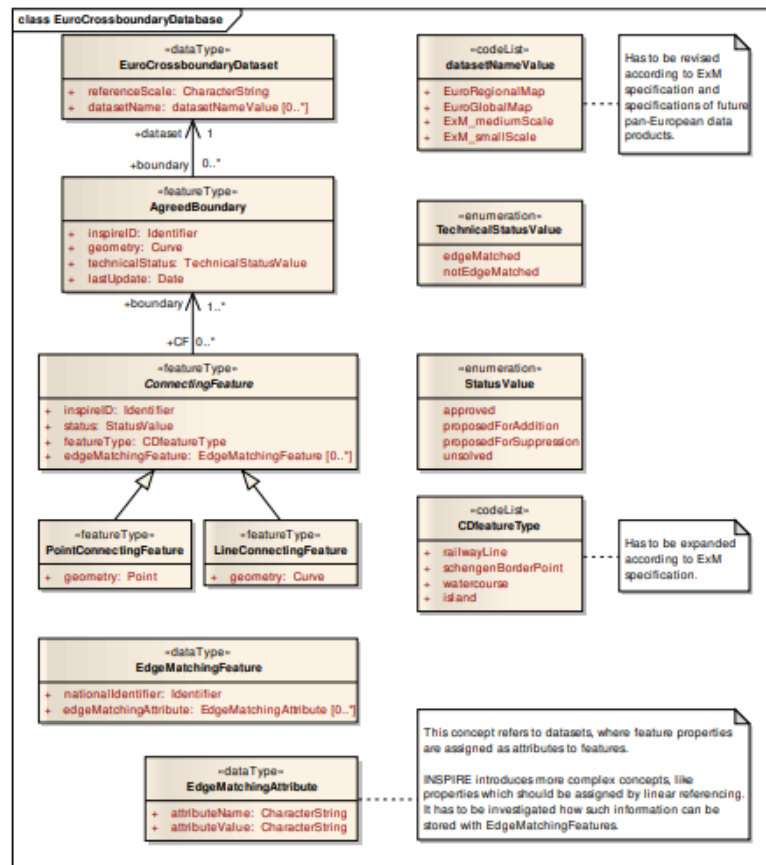 class EuroCrossboundaryDatabase
«dataType»
EuroCrossboundaryDataset
+ referenceScale: CharacterString
+ datasetName: datasetNameValue [0..*]
+dataset 1
+boundary 0..*
«featureType»
AgreedBoundary
+ inspireID: Identifier
+ geometry: Curve
+ technicalStatus: TechnicalStatusValue
+ lastUpdate: Date
+boundary 1..*
+CF 0..*
«featureType»
ConnectingFeature
+ inspireID: Identifier
+ status: StatusValue
+ featureType: CDfeatureType
+ edgeMatchingFeature: EdgeMatchingFeature [0..*]
«featureType»
PointConnectingFeature
+ geometry: Point
«featureType»
LineConnectingFeature
+ geometry: Curve
«dataType»
EdgeMatchingFeature
+ nationalIdentifier: Identifier
+ edgeMatchingAttribute: EdgeMatchingAttribute [0..*]
«dataType»
EdgeMatchingAttribute
+ attributeName: CharacterString
+ attributeValue: CharacterString
«codeList»
datasetNameValue
+ EuroRegionalMap
+ EuroGlobalMap
+ ExM_mediumScale
+ ExM_smallScale
Has to be revised
according to ExM
specification and
specifications of future
pan-European data
products.
«enumeration»
TechnicalStatusValue
edgeMatched
notEdgeMatched
«enumeration»
StatusValue
approved
proposedForAddition
proposedForSuppression
unsolved
«codeList»
CDfeatureType
+ railwayLine
+ schengenBorderPoint
+ watercourse
+ island
Has to be expanded
according to ExM
specification.
This concept refers to datasets, where feature properties
are assigned as attributes to features.
INSPIRE introduces more complex concepts, like
properties which should be assigned by linear referencing.
It has to be investigated how such information can be
stored with EdgeMatchingFeatures.